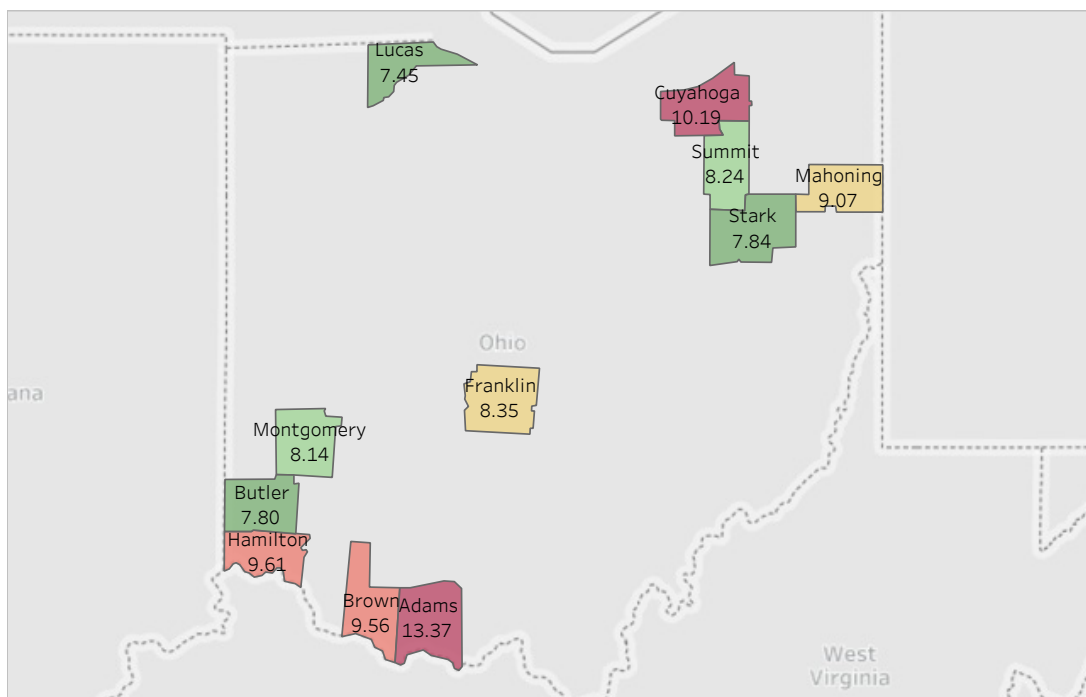 Lucas
7.45
Cuyahoga
10.19
Summit
8.24
Mahoning
9.07
Stark
7.84
Ohio
Franklin
8.35
ana
Montgomery
8.14
Butler
7.80
Hamilton
9.61
Brown
9.56
Adams
13.37
West
Virginia